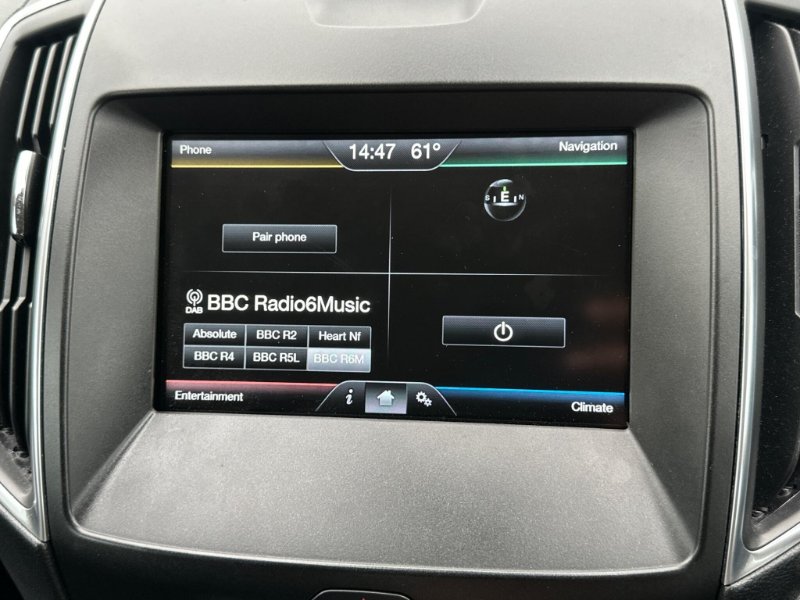 Phone 14:47 61° Navigation
S E N
Pair phone
DAB BBC Radio6Music
Absolute BBC R2 Heart Nf
BBC R4 BBC R5L BBC R6M
Entertainment i Climate